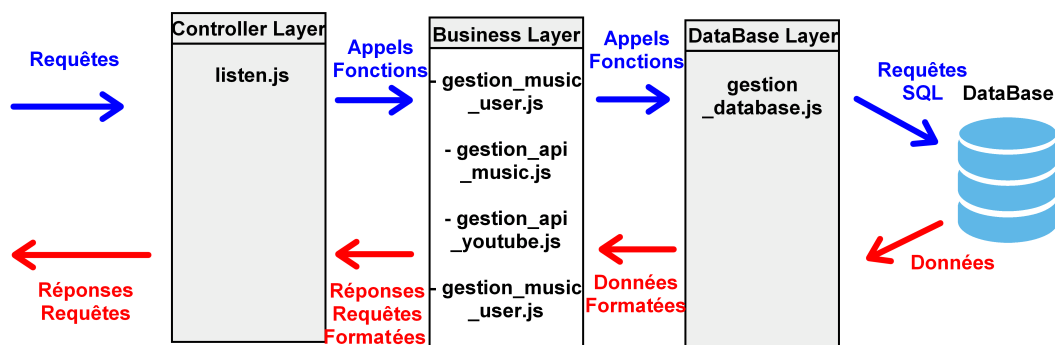 Controller Layer
listen.js
Requêtes
Réponses
Requêtes
Appels
Fonctions
Réponses
Requêtes
Formatées
Business Layer
- gestion_music
_user.js
- gestion_api
_music.js
- gestion_api
_youtube.js
- gestion_music
_user.js
Appels
Fonctions
Données
Formatées
DataBase Layer
gestion
_database.js
Requêtes
SQL
DataBase
Données